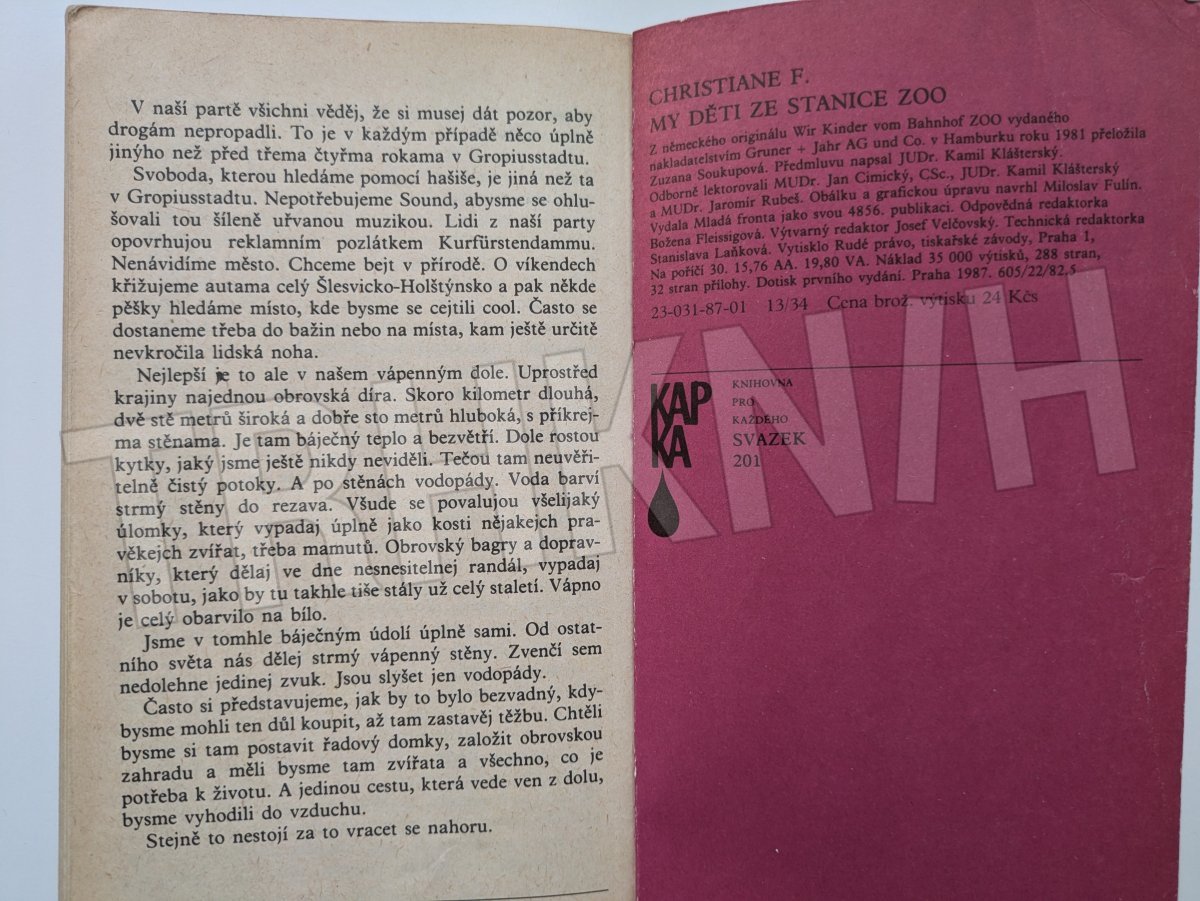 V naší partě všichni věděj, že si musej dát pozor, aby
drogám nepropadli. To je v každým případě něco úplně
jinýho než před třema čtyřma rokama v Gropiusstadtu.
Svoboda, kterou hledáme pomocí hašiše, je jiná než ta
v Gropiusstadtu. Nepotřebujeme Sound, abysme se ohlu-
šovali tou šíleně uřvanou muzikou. Lidi z naší party
opovrhujou reklamním pozlátkem Kurfürstendammu.
Nenávidíme město. Chceme bejt v přírodě. O víkendech
křižujeme autama celý Šlesvicko-Holštýnsko a pak někde
pěšky hledáme místo, kde bysme se cejtili cool. Často se
dostaneme třeba do bažin nebo na místa, kam ještě určitě
nevkročila lidská noha.
Nejlepší je to ale v našem vápenným dole. Uprostřed
krajiny najednou obrovská díra. Skoro kilometr dlouhá,
dvě stě metrů široká a dobře sto metrů hluboká, s příkrej-
ma stěnama. Je tam báječný teplo a bezvětří. Dole rostou
kytky, jaký jsme ještě nikdy neviděli. Tečou tam neuvěři-
telně čistý potoky. A po stěnách vodopády. Voda barví
strmý stěny do rezava. Všude se povalujou všelijaký
úlomky, který vypadaj úplně jako kosti nějakejch pra-
věkejch zvířat, třeba mamutů. Obrovský bagry a doprav-
níky, který dělaj ve dne nesnesitelnej randál, vypadaj
v sobotu, jako by tu takhle tiše stály už celý staletí. Vápno
je celý obarvilo na bílo.
Jsme v tomhle báječným údolí úplně sami. Od ostat-
ního světa nás dělej strmý vápenný stěny. Zvenčí sem
nedolehne jedinej zvuk. Jsou slyšet jen vodopády.
Často si představujeme, jak by to bylo bezvadný, kdy-
bysme mohli ten důl koupit, až tam zastavěj těžbu. Chtěli
bysme si tam postavit řadový domky, založit obrovskou
zahradu a měli bysme tam zvířata a všechno, co je
potřeba k životu. A jedinou cestu, která vede ven z dolu,
bysme vyhodili do vzduchu.
Stejně to nestojí za to vracet se nahoru.
CHRISTIANE F.
MY DĚTI ZE STANICE ZOO
Z německého originálu Wir Kinder vom Bahnhof ZOO vydaného
nakladatelstvím Gruner + Jahr AG und Co. v Hamburku roku 1981 přeložila
Zuzana Soukupová. Předmluvu napsal JUDr. Kamil Klášterský.
Odborně lektorovali MUDr. Jan Cimický, CSc., JUDr. Kamil Klášterský
a MUDr. Jaromír Rubeš. Obálku a grafickou úpravu navrhl Miloslav Fulín.
Vydala Mladá fronta jako svou 4856. publikaci. Odpovědná redaktorka
Božena Fleissigová. Výtvarný redaktor Josef Velčovský. Technická redaktorka
Stanislava Laňková. Vytisklo Rudé právo, tiskařské závody, Praha 1,
Na poříčí 30. 15,76 AA. 19,80 VA. Náklad 35 000 výtisků, 288 stran,
32 stran přílohy. Dotisk prvního vydání. Praha 1987. 605/22/82,5
23-031-87-01 13/34 Cena brož. výtisku 24 Kčs
KAP
KA
KNIHOVNA
PRO
KAŽDÉHO
SVAZEK
201